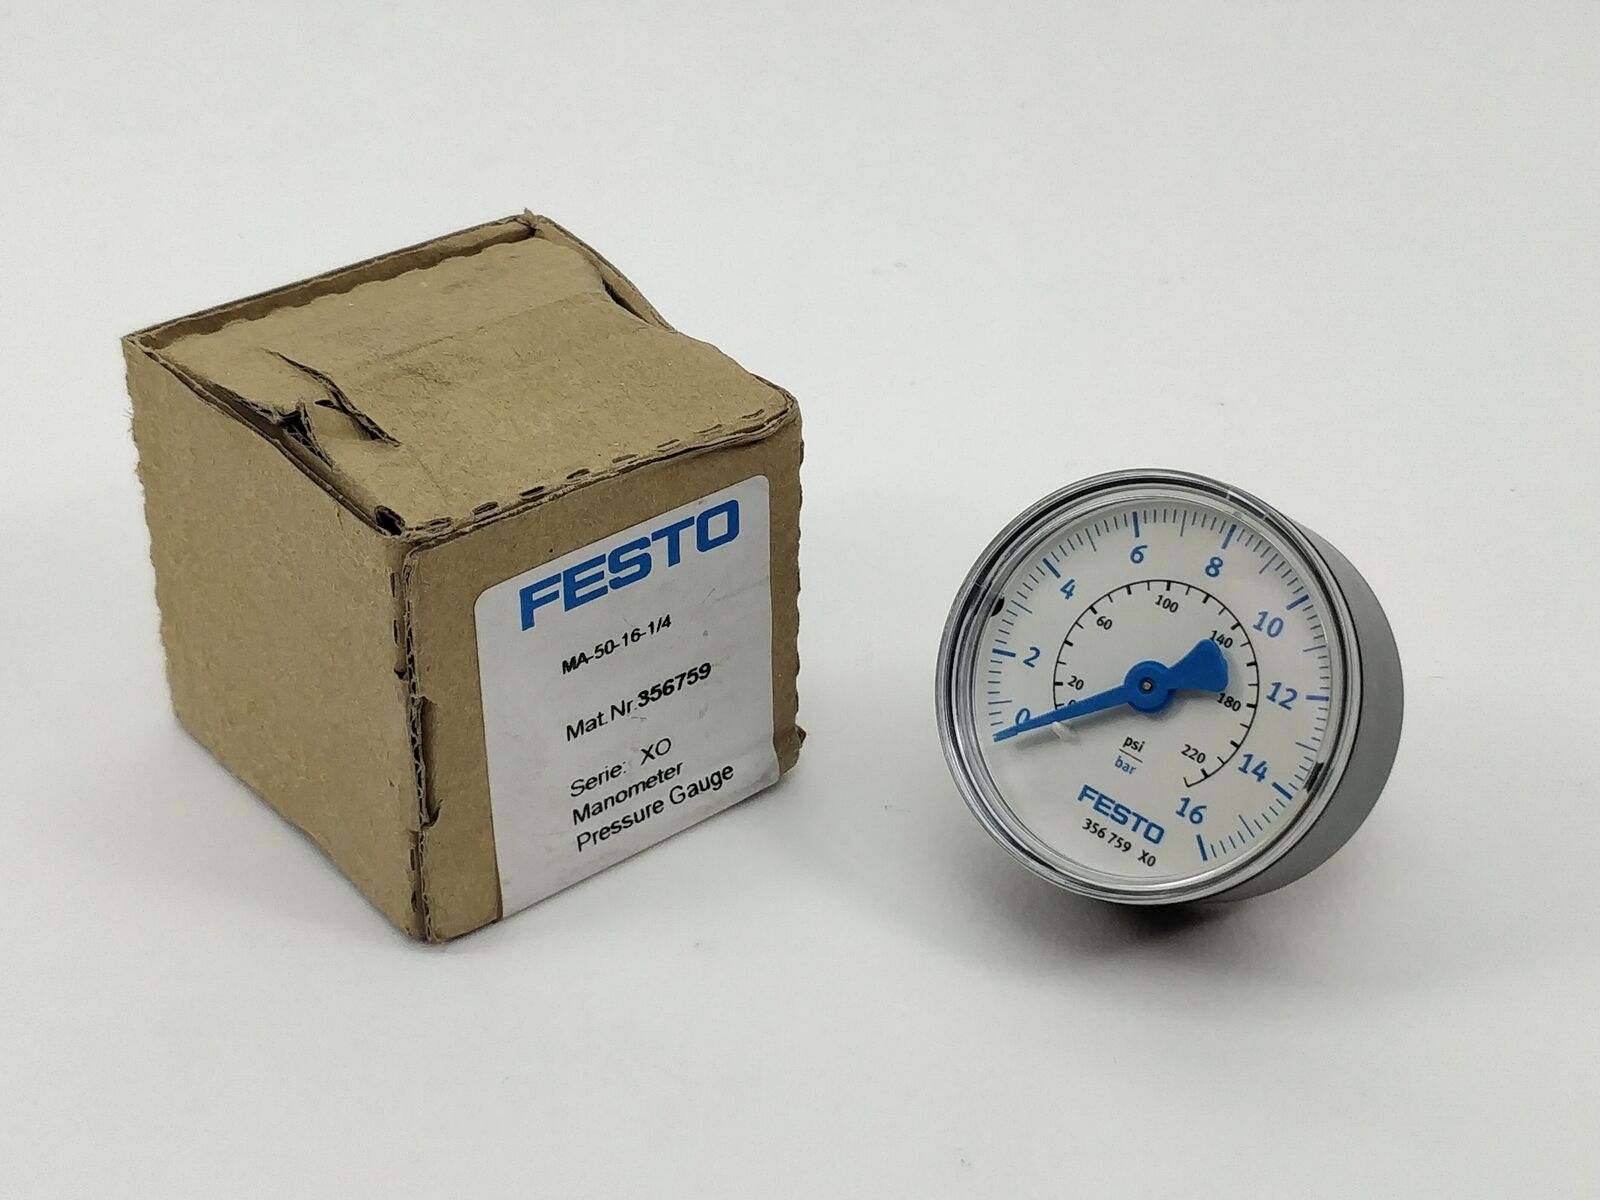 FESTO
MA-50-16-1/4
Mat.Nr.356759
Serie: XO
Manometer
Pressure Gauge
0
2
4
6
8
10
12
14
16
20
60
100
140
180
220
psi
bar
FESTO
356 759 X0